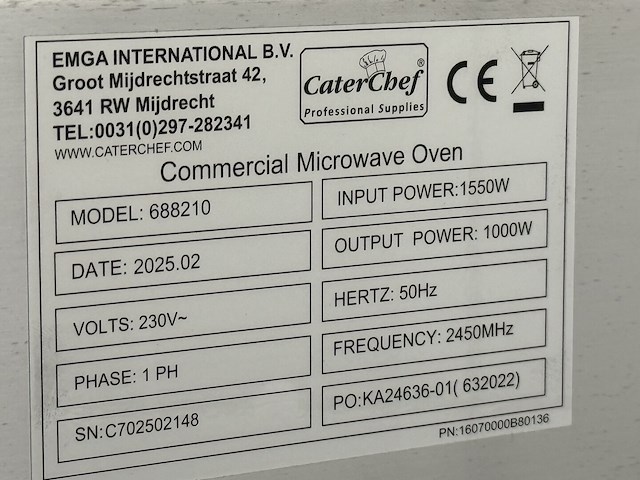 EMGA INTERNATIONAL B.V.
Groot Mijdrechtstraat 42,
3641 RW Mijdrecht
TEL:0031(0)297-282341
WWW.CATERCHEF.COM
CaterChef®
Professional Supplies
CE
Commercial Microwave Oven
MODEL: 688210
INPUT POWER:1550W
DATE: 2025.02
OUTPUT POWER: 1000W
VOLTS: 230V~
HERTZ: 50Hz
PHASE: 1 PH
FREQUENCY: 2450MHz
SN:C702502148
PO:KA24636-01( 632022)
PN:16070000B80136